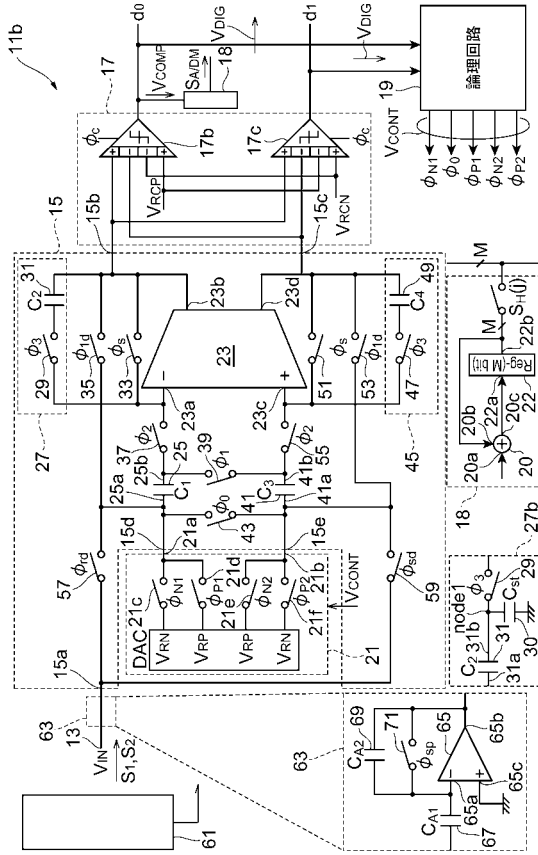 11b
d0
d1
VDIG
VDIG
論理回路
19
VCONT
φN1
φ0
φP1
φN2
φP2
17
VCOMP
SA/DM
18
φc
17b
17c
φc
VRCP
VRCN
15b
15c
15
31
C2
φ3
29
27
φ1d
35
φs
33
23b
23d
23
23a
23c
−
+
φs
51
φ1d
53
49
C4
φ3
47
45
φ2
37
25b
25
C1
25a
φ1
39
φ2
55
41b
C3
41
41a
φ0
43
15d
21a
15e
21b
φrd
57
φsd
59
21c
φN1
φP1
21d
21e
φN2
φP2
21f
DAC
VRN
VRP
VRP
VRN
VCONT
21
15a
63
13
VIN
S1,S2
61
M
SH(j)
M
22b
Reg-(M bit)
22
22a
20c
20b
20a
20
18
27b
φ3
29
node1
Cst
30
31b
31
C2
31a
63
69
CA2
71
φsp
65
65b
65a
65c
−
+
CA1
67